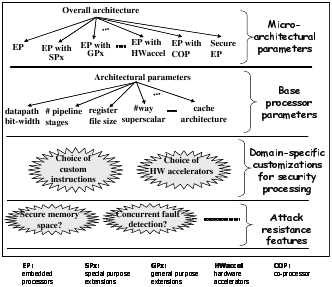 Overall architecture
...
EP
EP with SPx
EP with GPx
....
EP with HWaccel
EP with COP
Secure EP
Micro-architectural parameters
Architectural parameters
...
datapath bit-width
# pipeline stages
register file size
#way superscalar
....
cache architecture
Base processor parameters
Choice of custom instructions
Choice of HW accelerators
Domain-specific customizations for security processing
Secure memory space?
Concurrent fault detection?
Attack resistance features
EP: embedded processors
SPx: special purpose extensions
GPx: general purpose extensions
HWaccel hardware accelerators
COP: co-processor